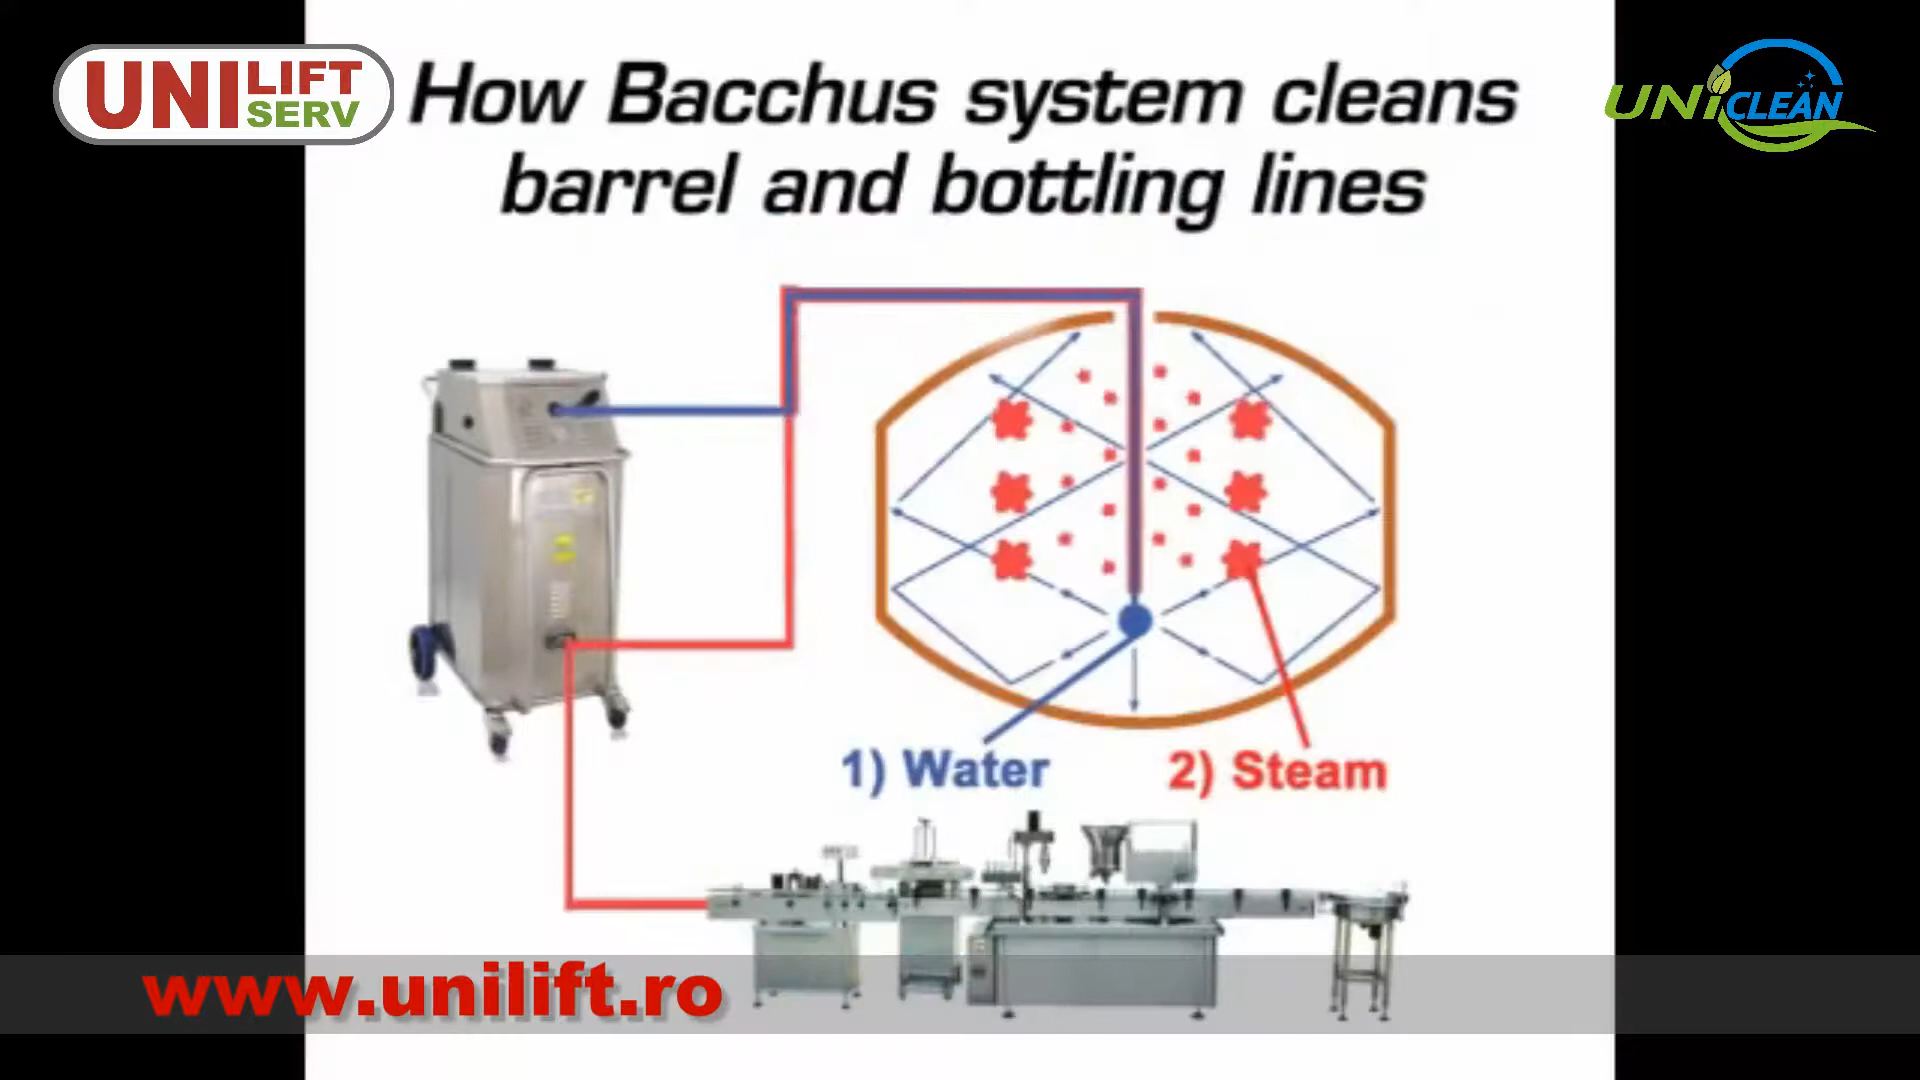 UNI LIFT SERV
How Bacchus system cleans
barrel and bottling lines
UNiCLEAN
1) Water
2) Steam
www.unilift.ro